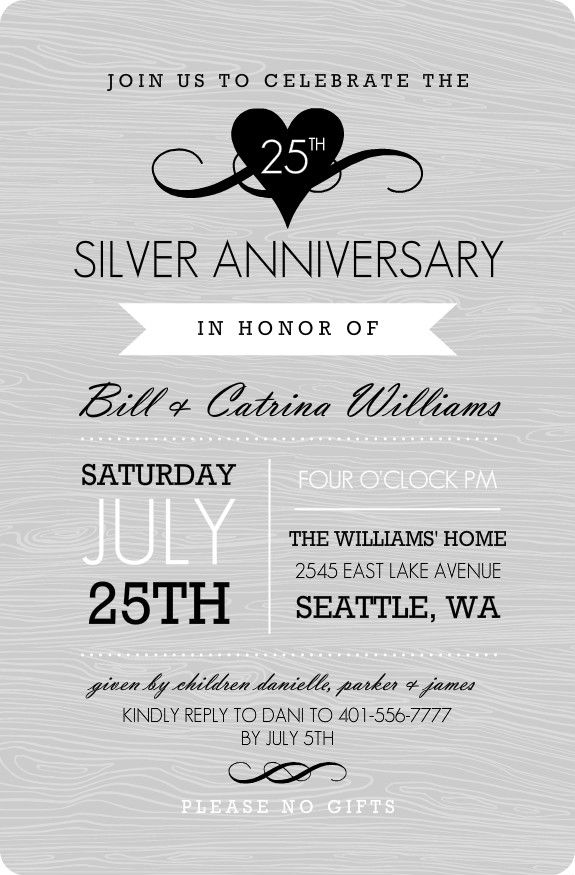 JOIN US TO CELEBRATE THE
25TH
SILVER ANNIVERSARY
IN HONOR OF
Bill & Catrina Williams
SATURDAY
JULY
25TH
FOUR O'CLOCK PM
THE WILLIAMS' HOME
2545 EAST LAKE AVENUE
SEATTLE, WA
given by children danielle, parker & james
KINDLY REPLY TO DANI TO 401-556-7777
BY JULY 5TH
PLEASE NO GIFTS